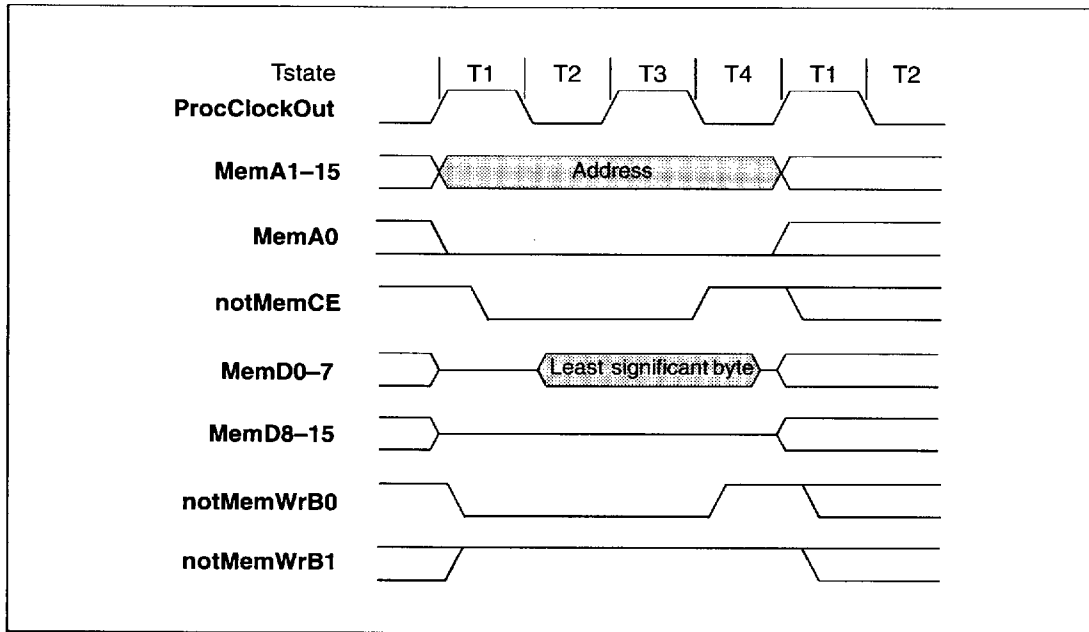 Tstate T1 T2 T3 T4 T1 T2
ProcClockOut
MemA1–15 Address
MemA0
notMemCE
MemD0–7 Least significant byte
MemD8–15
notMemWrB0
notMemWrB1